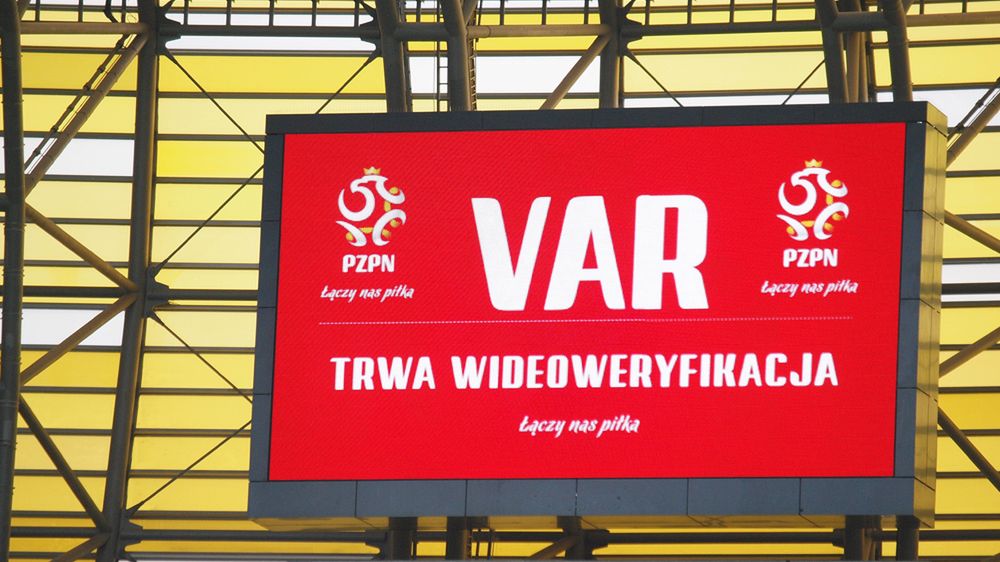 VAR
PZPN
Łączy nas piłka
PZPN
Łączy nas piłka
TRWA WIDEOWERYFIKACJA
Łączy nas piłka